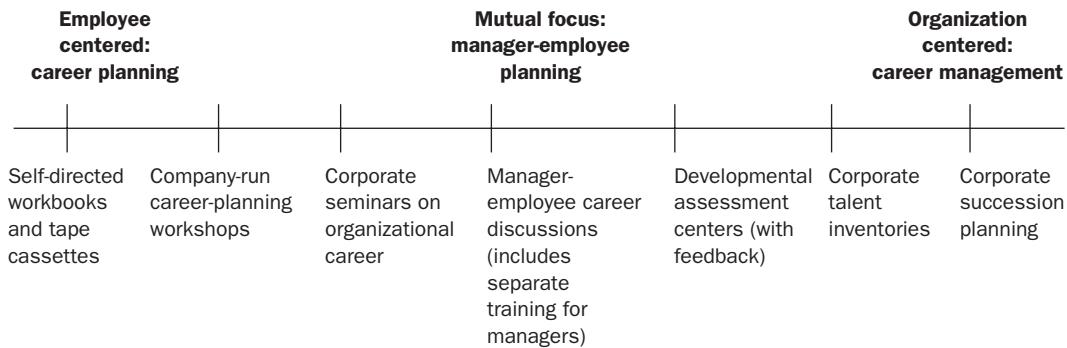 Employee
centered:
career planning
Mutual focus:
manager-employee
planning
Organization
centered:
career management
Self-directed
workbooks
and tape
cassettes
Company-run
career-planning
workshops
Corporate
seminars on
organizational
career
Manager-
employee career
discussions
(includes
separate
training for
managers)
Developmental
assessment
centers (with
feedback)
Corporate
talent
inventories
Corporate
succession
planning